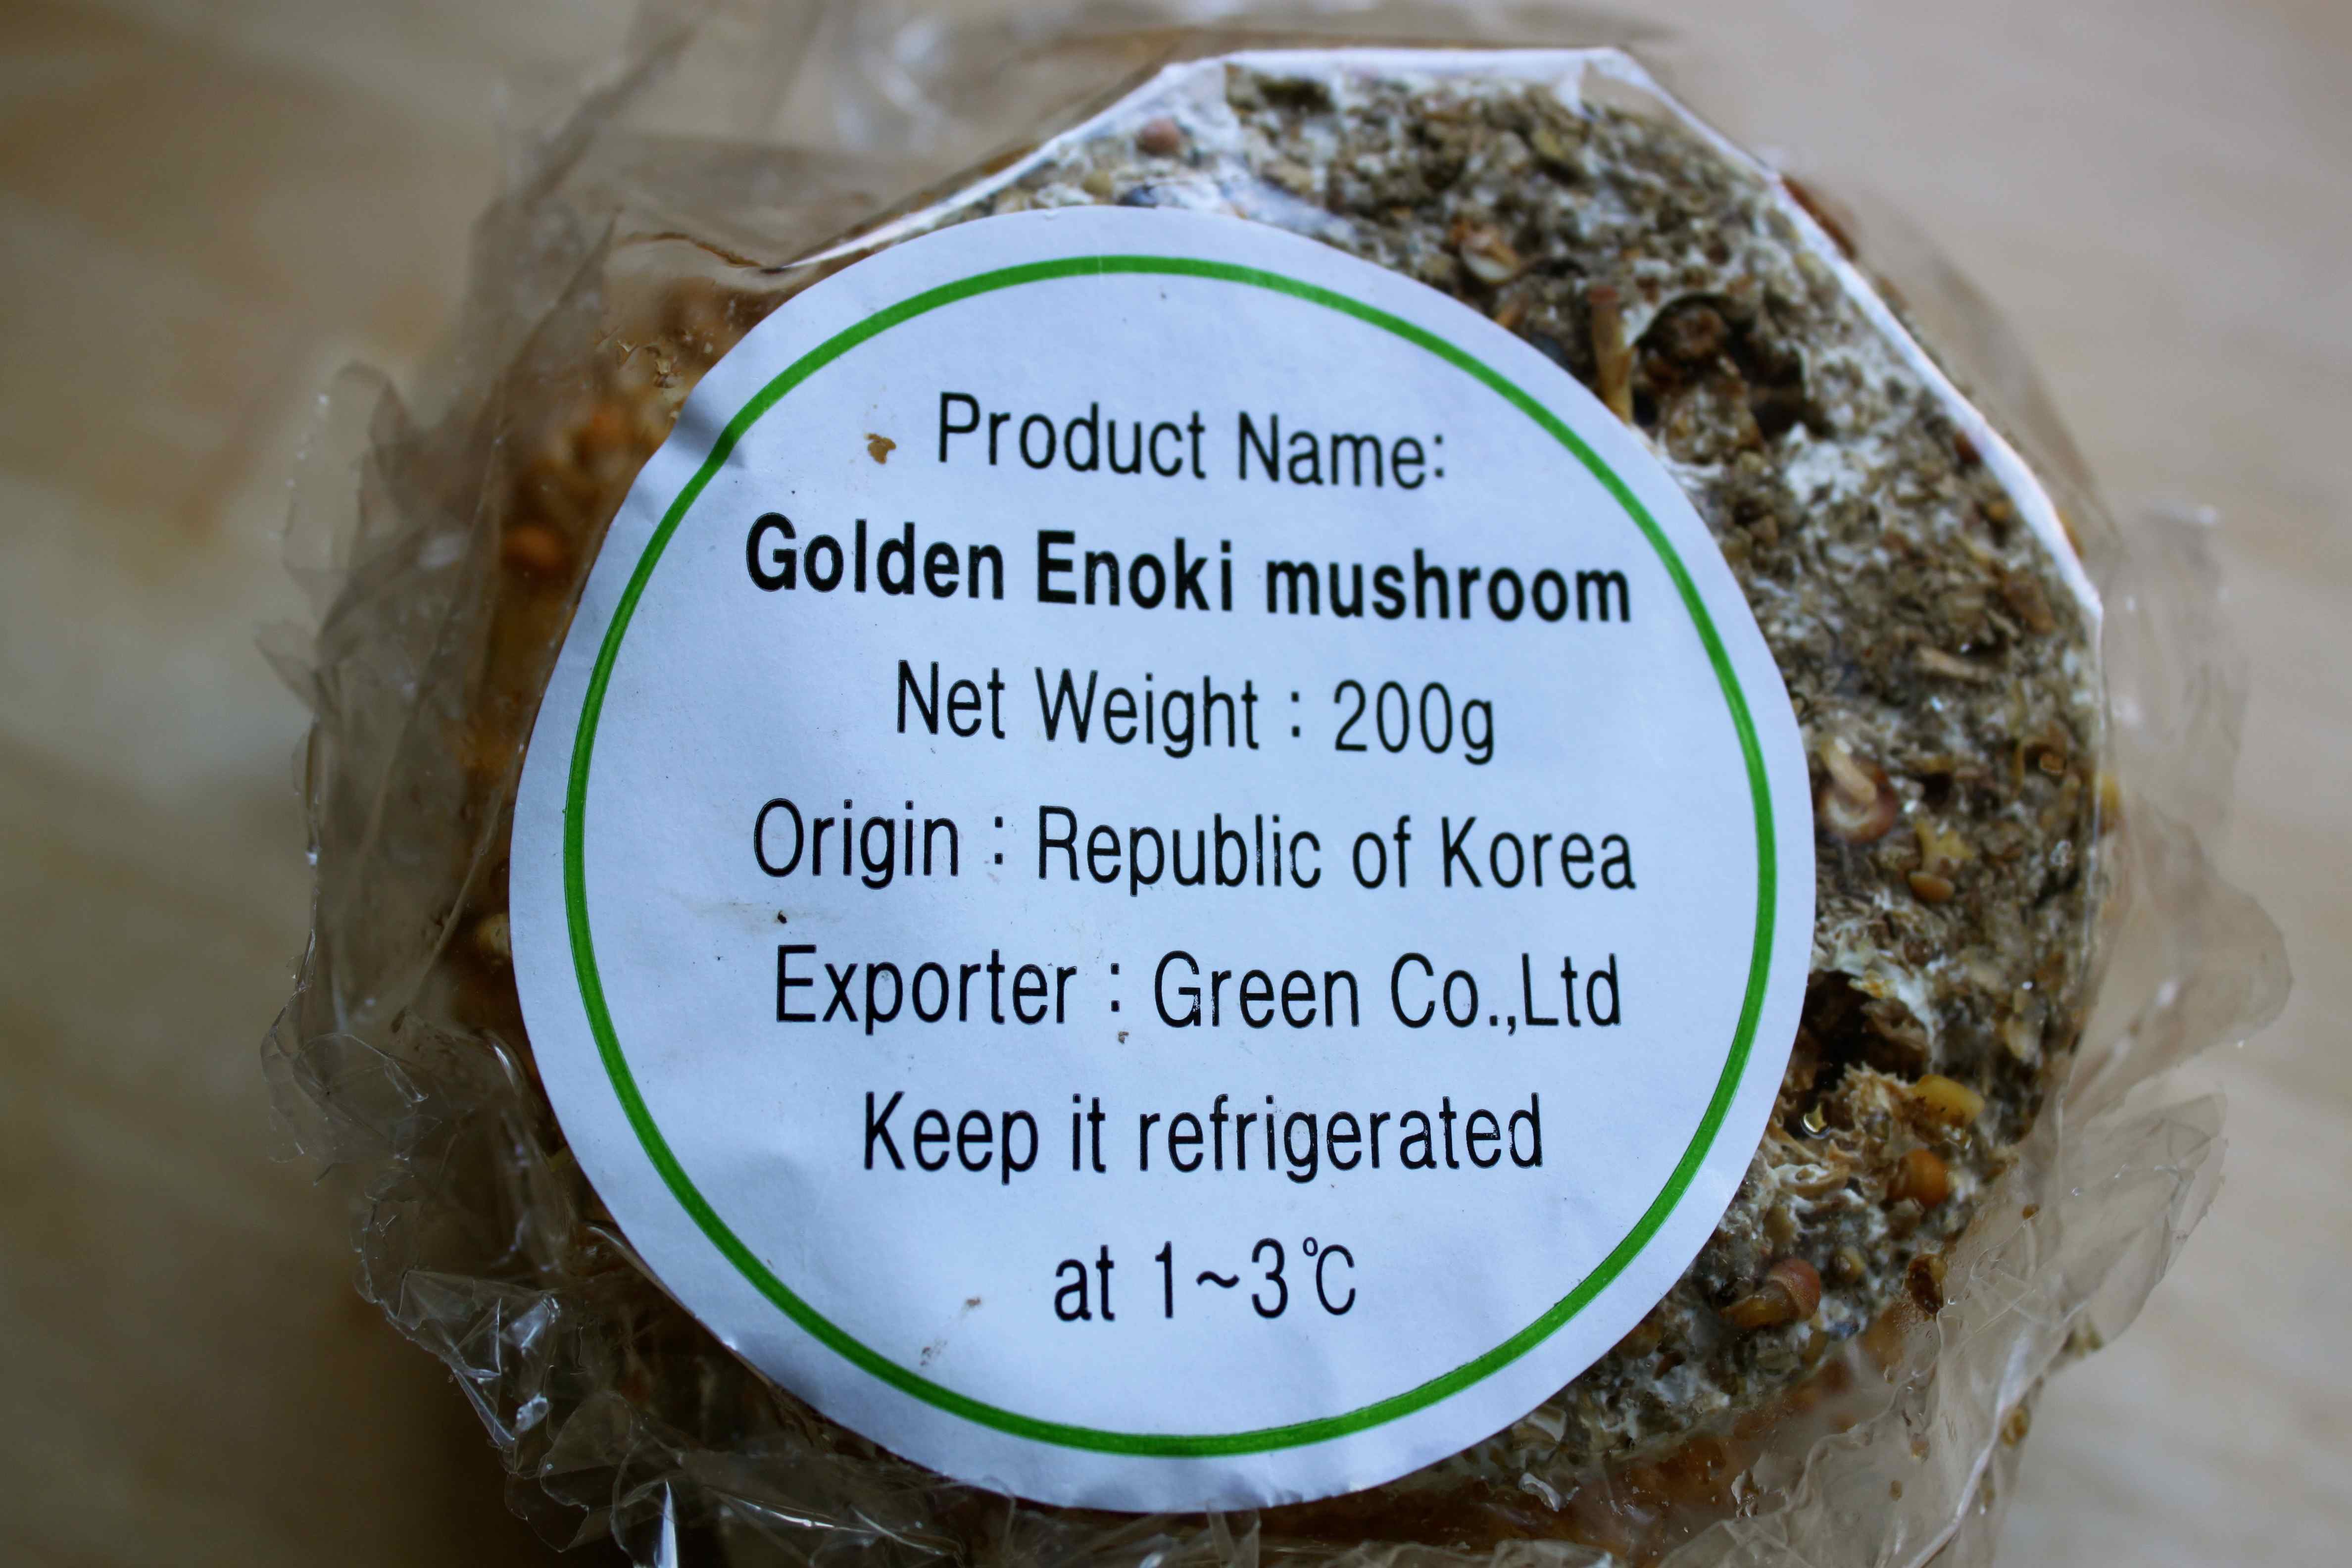 Product Name:
Golden Enoki mushroom
Net Weight : 200g
Origin : Republic of Korea
Exporter : Green Co.,Ltd
Keep it refrigerated
at 1~3℃